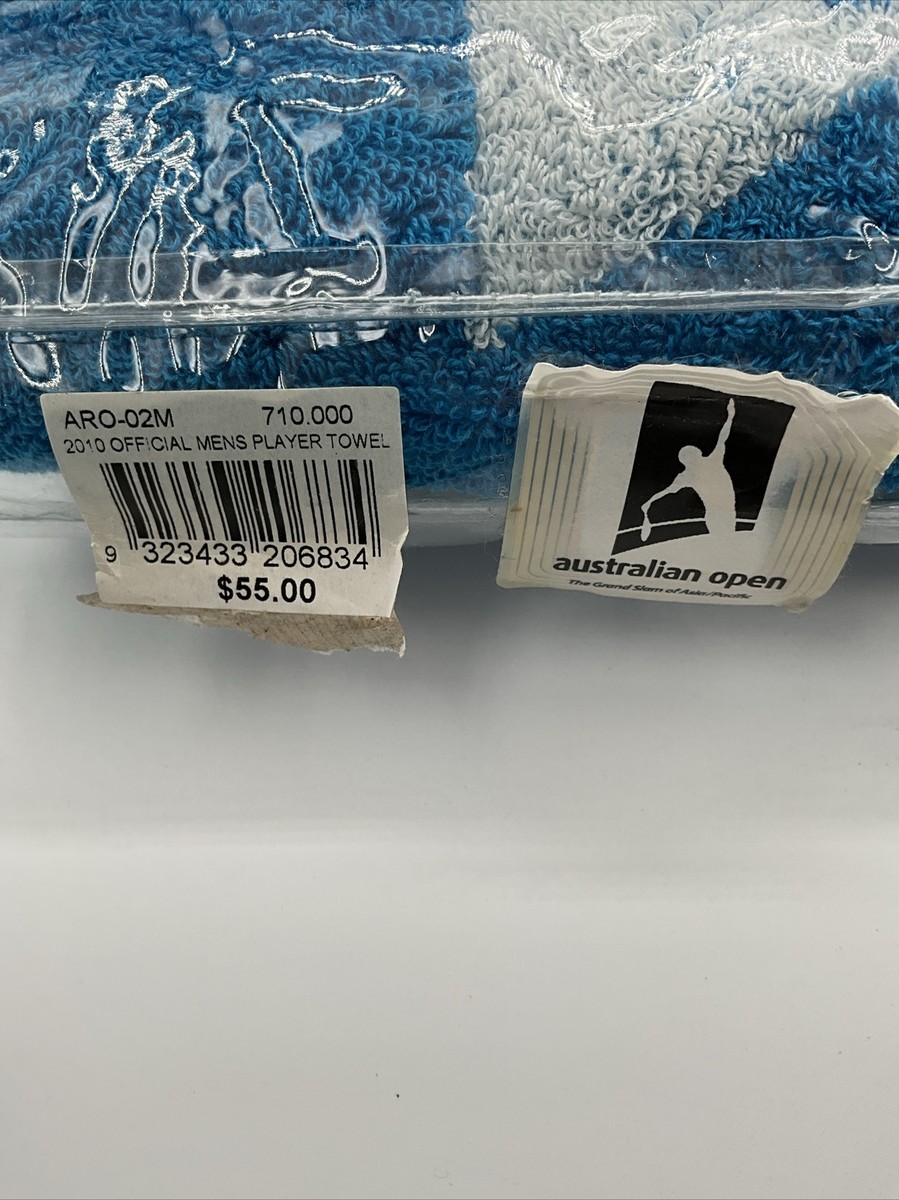 ARO-02M 710.000
2010 OFFICIAL MENS PLAYER TOWEL
9 323433 206834
$55.00
australian open
The Grand Slam of Asia/Pacific